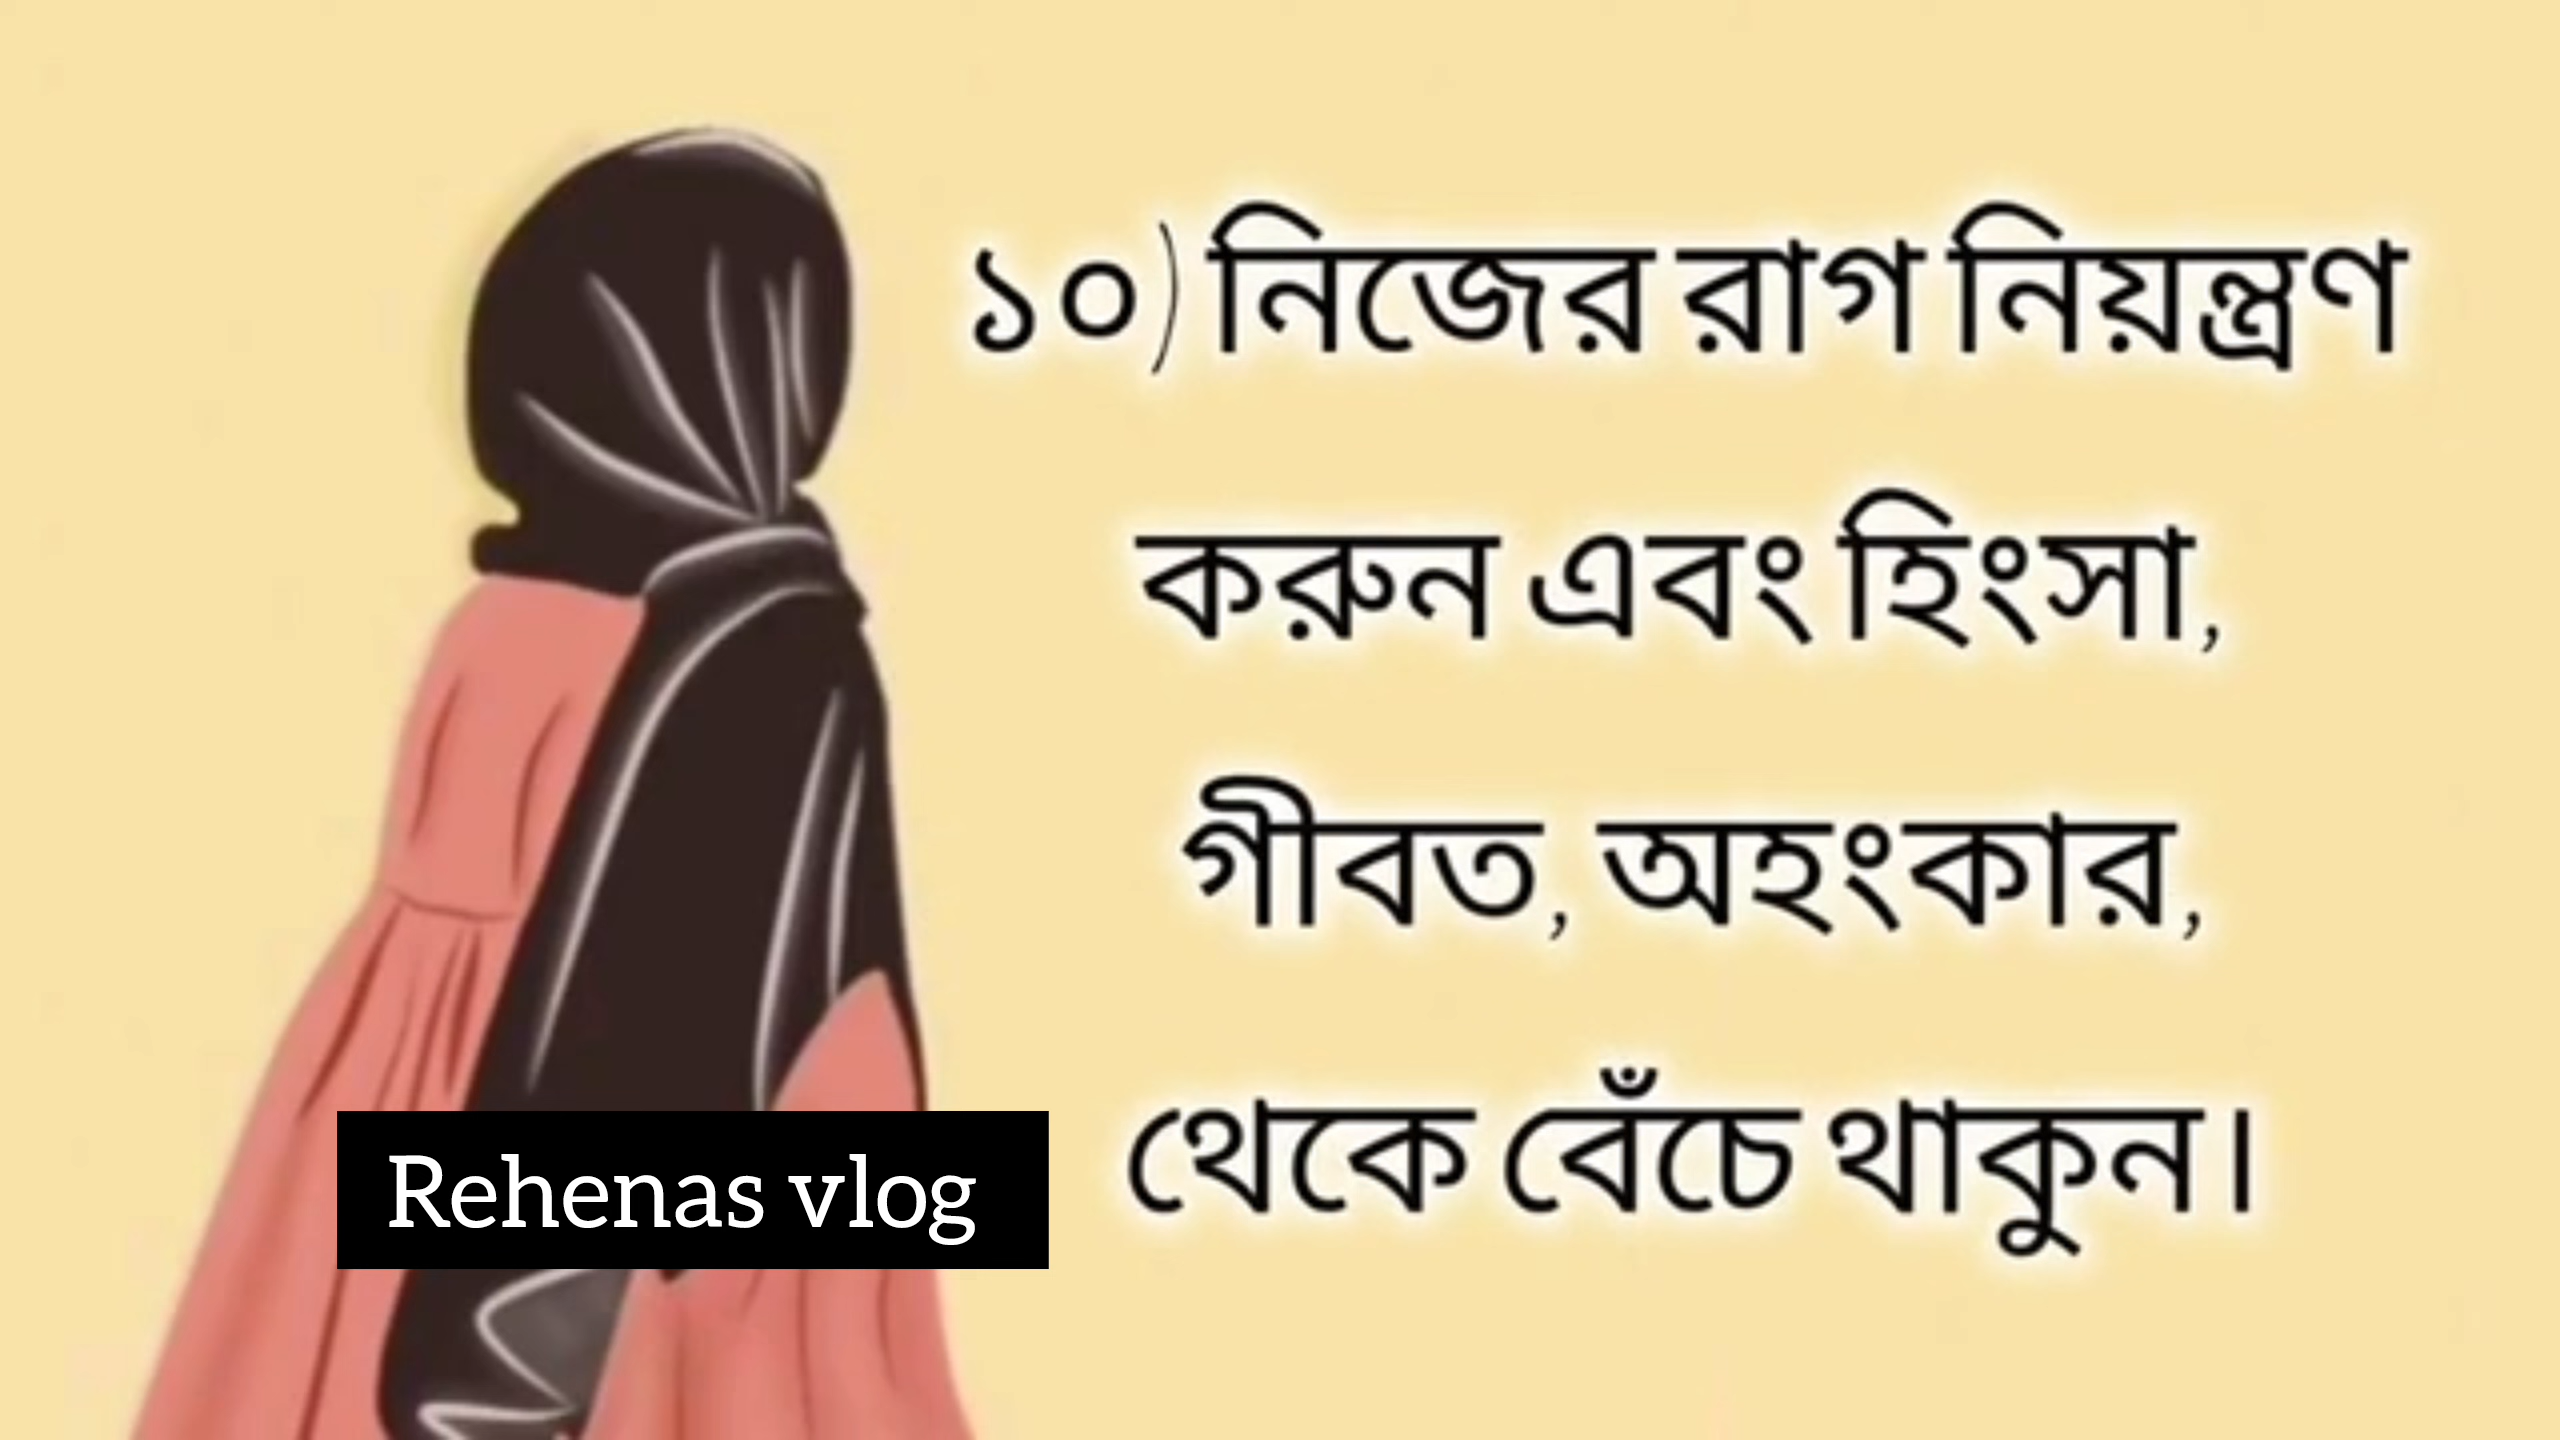 ১০) নিজের রাগ নিয়ন্ত্রণ
করুন এবং হিংসা,
গীবত, অহংকার,
থেকে বেঁচে থাকুন।
Rehenas vlog